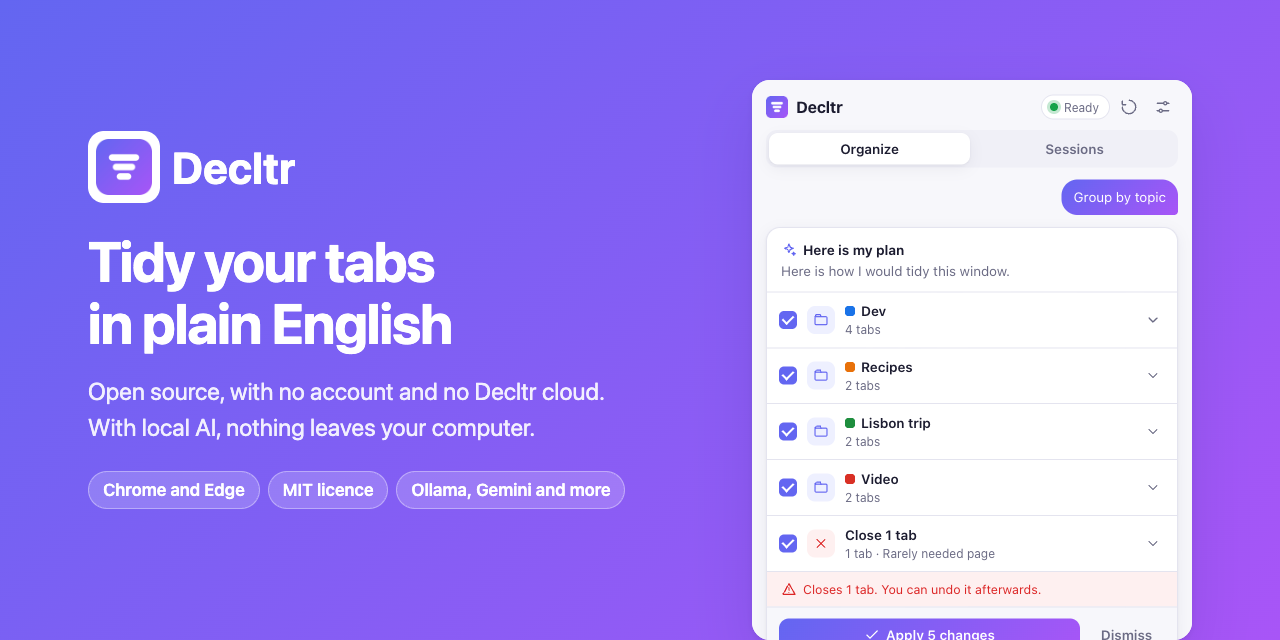 Decltr
Tidy your tabs
in plain English
Open source, with no account and no Decltr cloud.
With local AI, nothing leaves your computer.
Chrome and Edge
MIT licence
Ollama, Gemini and more
Decltr
Ready
Organize
Sessions
Group by topic
Here is my plan
Here is how I would tidy this window.
Dev
4 tabs
Recipes
2 tabs
Lisbon trip
2 tabs
Video
2 tabs
Close 1 tab
1 tab · Rarely needed page
Closes 1 tab. You can undo it afterwards.
Apply 5 changes
Dismiss